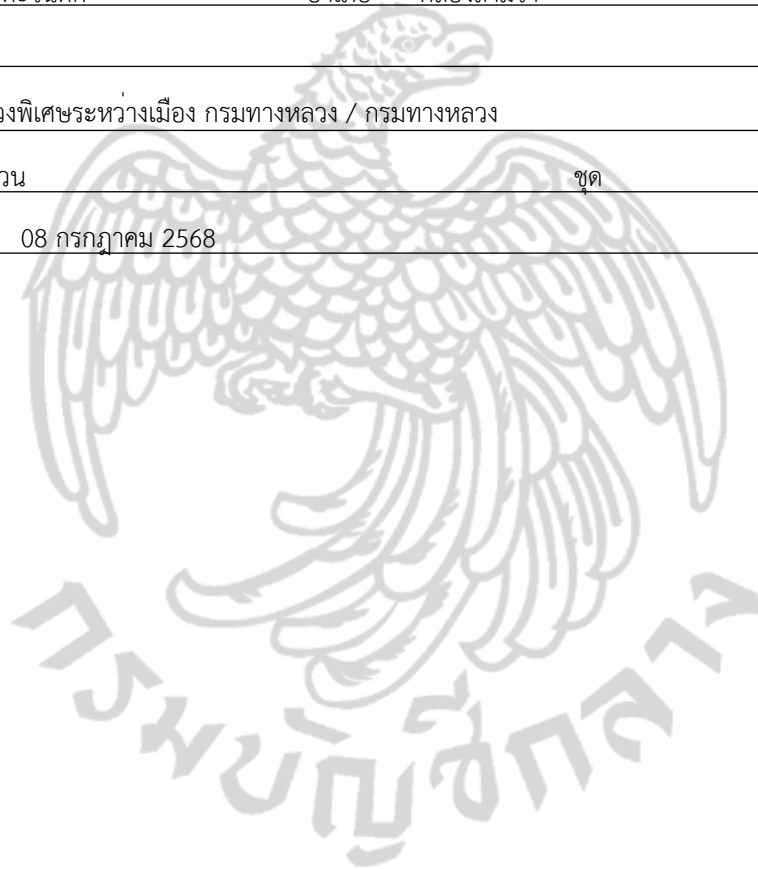 วงพิเศษระหว่างเมือง กรมทางหลวง / กรมทางหลวง
วน ชุด
08 กรกฎาคม 2568
กรมบัญชีกลาง